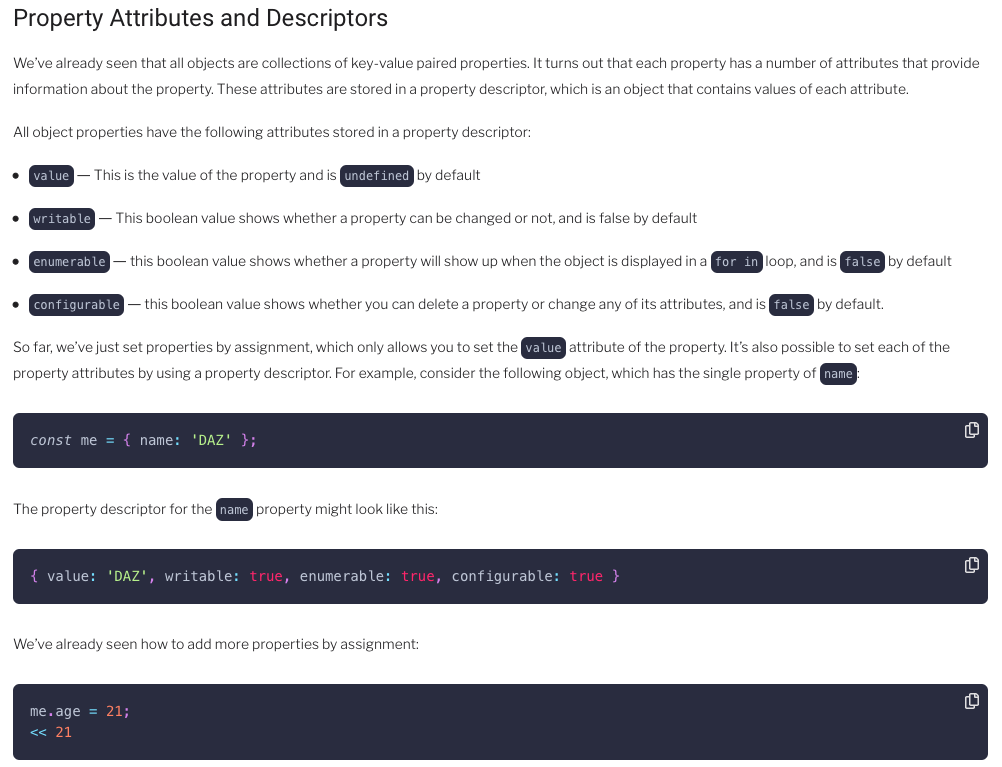 Property Attributes and Descriptors
We’ve already seen that all objects are collections of key-value paired properties. It turns out that each property has a number of attributes that provide
information about the property. These attributes are stored in a property descriptor, which is an object that contains values of each attribute.
All object properties have the following attributes stored in a property descriptor:
• value — This is the value of the property and is undefined by default
• writable — This boolean value shows whether a property can be changed or not, and is false by default
• enumerable — this boolean value shows whether a property will show up when the object is displayed in a for in loop, and is false by default
• configurable — this boolean value shows whether you can delete a property or change any of its attributes, and is false by default.
So far, we’ve just set properties by assignment, which only allows you to set the value attribute of the property. It’s also possible to set each of the
property attributes by using a property descriptor. For example, consider the following object, which has the single property of name:
const me = { name: 'DAZ' };
The property descriptor for the name property might look like this:
{ value: 'DAZ', writable: true, enumerable: true, configurable: true }
We’ve already seen how to add more properties by assignment:
me.age = 21;
<< 21